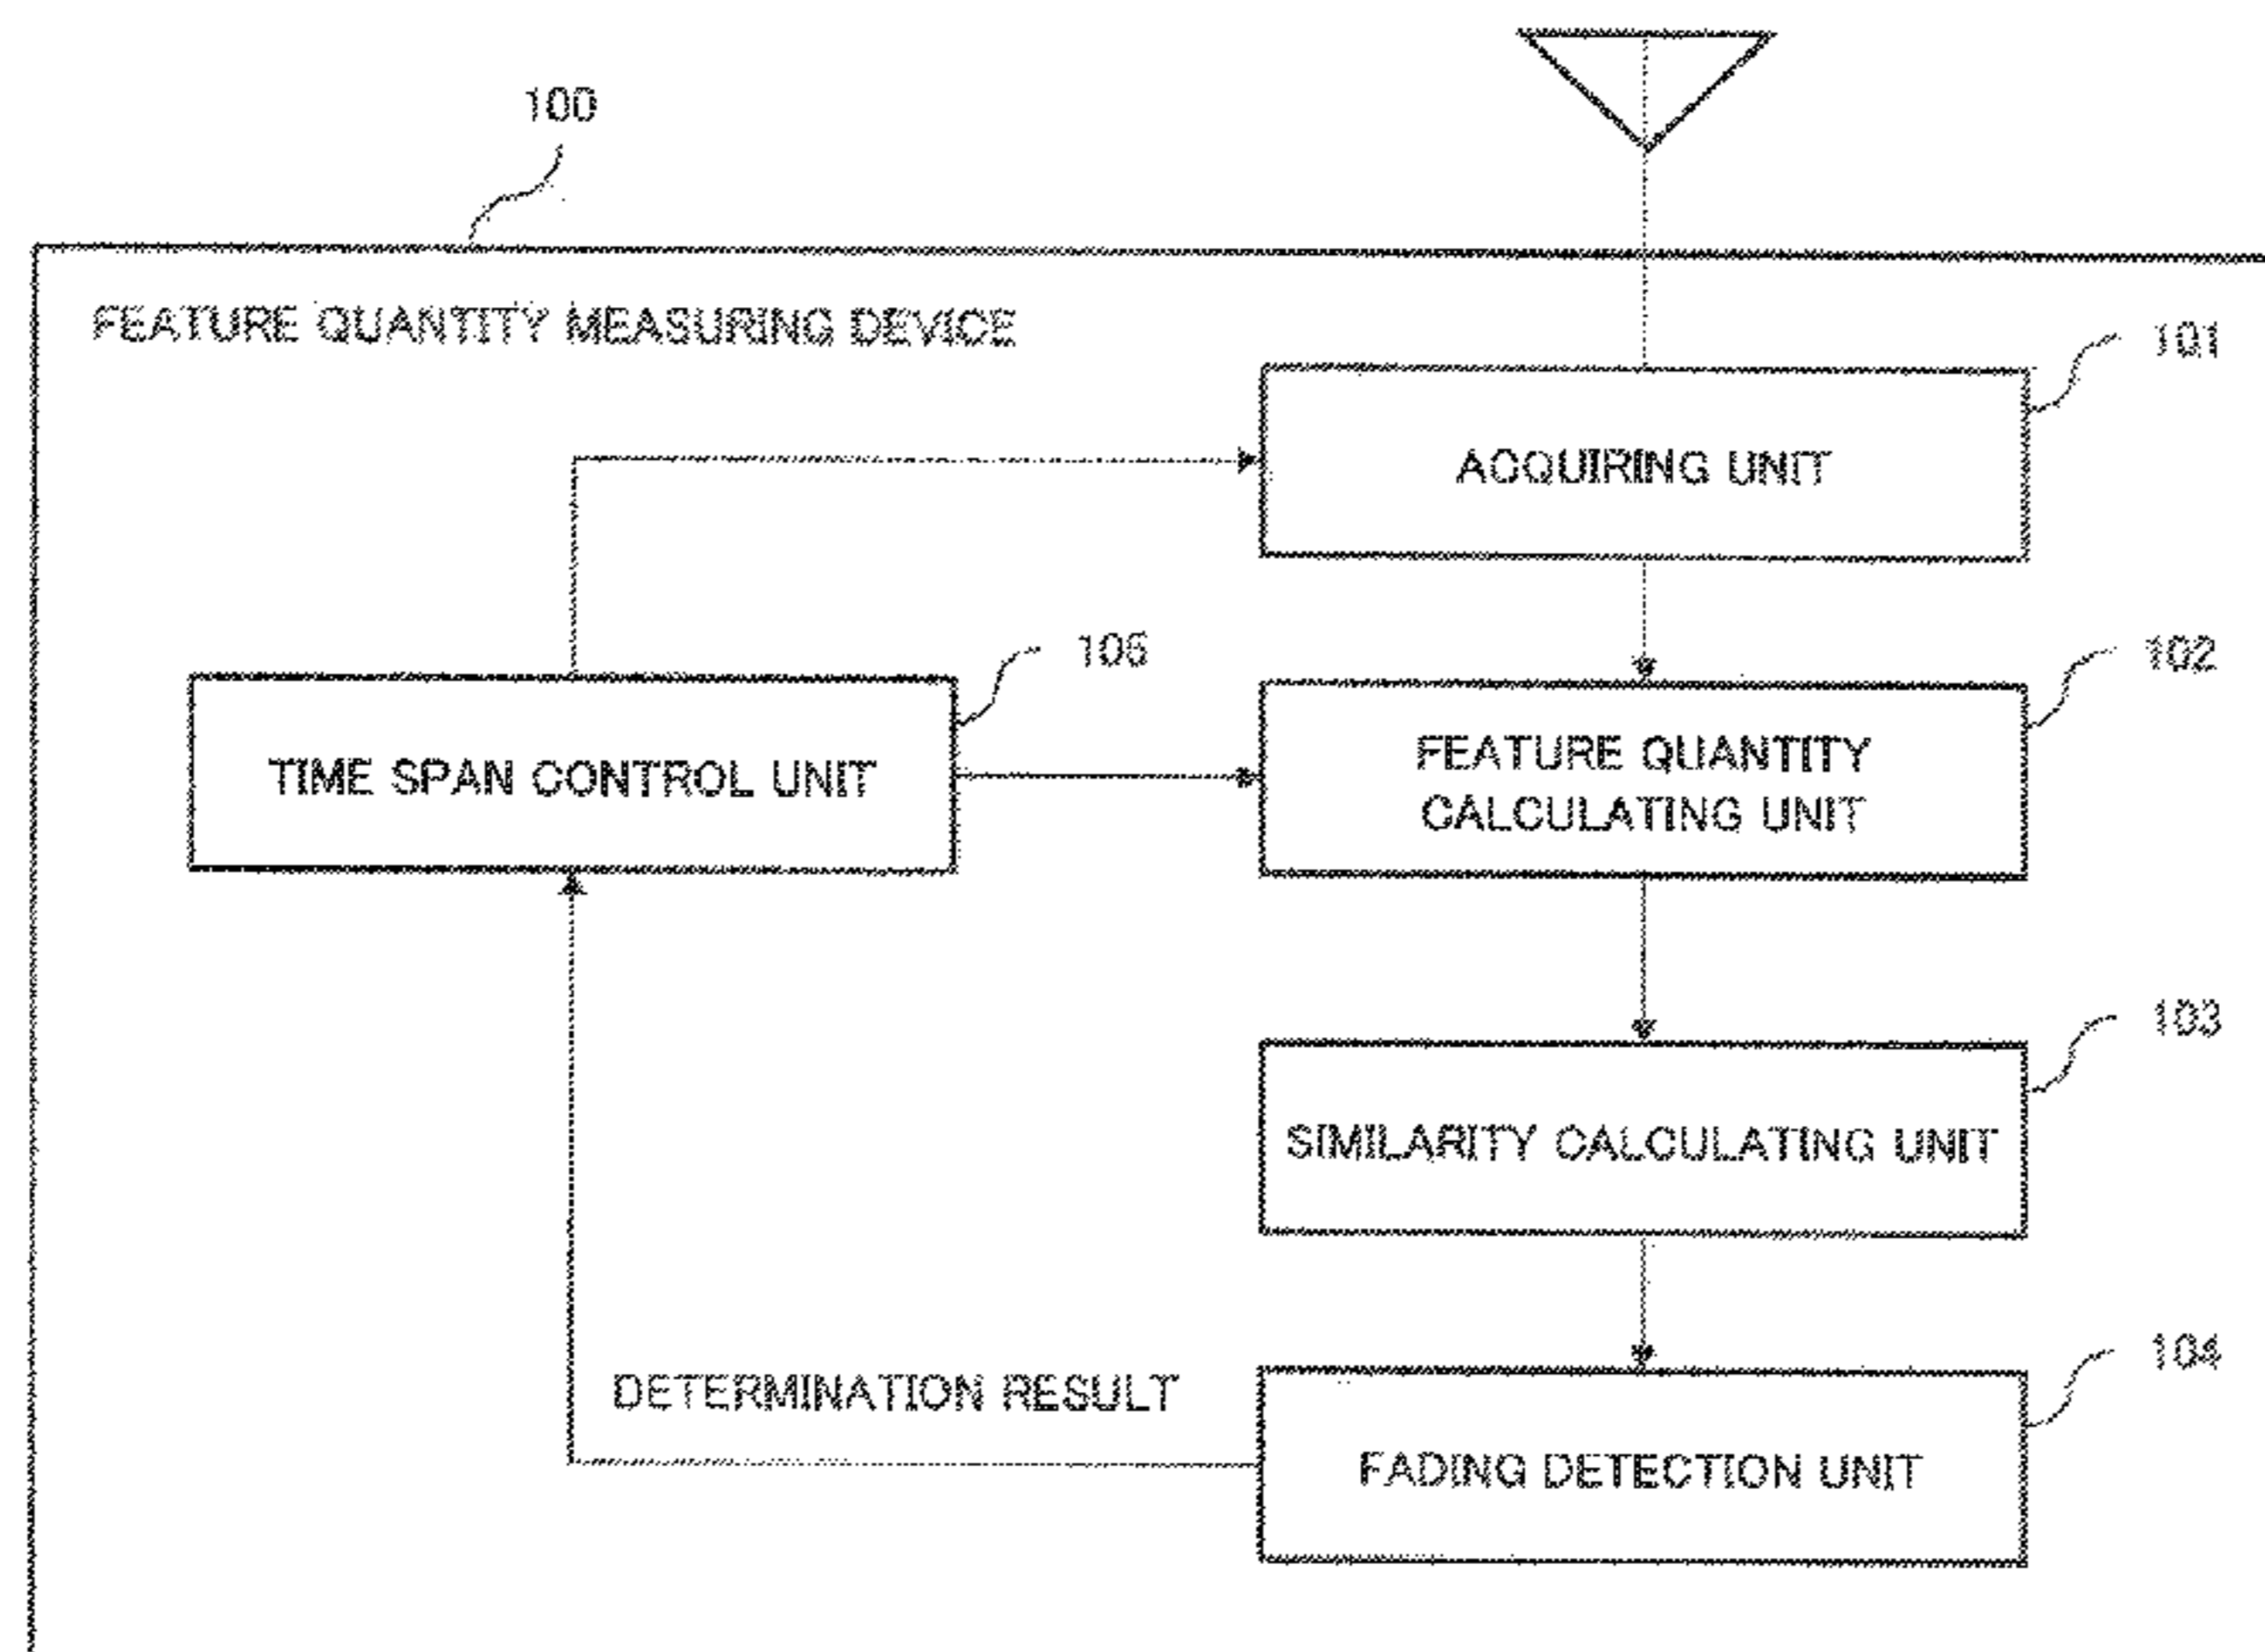 100
FEATURE QUANTITY MEASURING DEVICE
101
ACQUIRING UNIT
102
TIME SPAN CONTROL UNIT
FEATURE QUANTITY
CALCULATING UNIT
103
SIMILARITY CALCULATING UNIT
104
DETERMINATION RESULT
FADING DETECTION UNIT